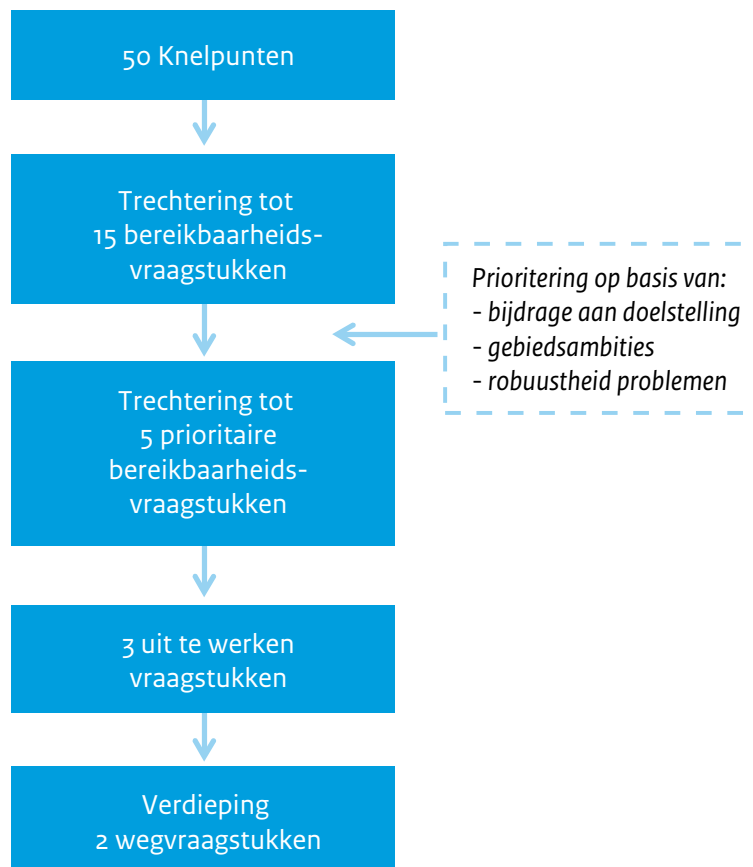 50 Knelpunten
Trechtering tot
15 bereikbaarheids-
vraagstukken
Prioritering op basis van:
- bijdrage aan doelstelling
- gebiedsambities
- robuustheid problemen
Trechtering tot
5 prioritaire
bereikbaarheids-
vraagstukken
3 uit te werken
vraagstukken
Verdieping
2 wegvraagstukken